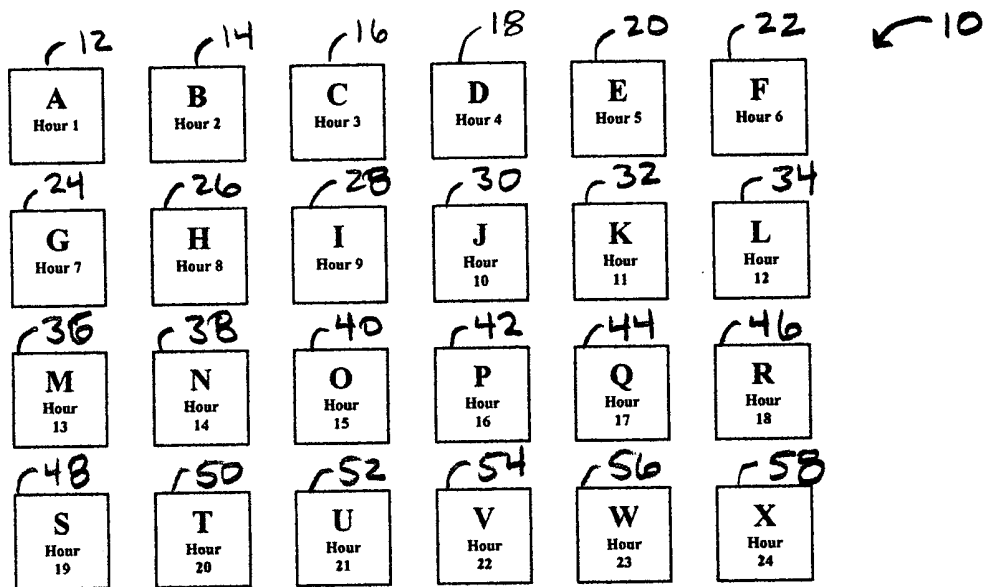 12 14 16 18 20 22 10
A B C D E F
Hour 1 Hour 2 Hour 3 Hour 4 Hour 5 Hour 6
24 26 28 30 32 34
G H I J K L
Hour 7 Hour 8 Hour 9 Hour Hour Hour
10 11 12
36 38 40 42 44 46
M N O P Q R
Hour Hour Hour Hour Hour Hour
13 14 15 16 17 18
48 50 52 54 56 58
S T U V W X
Hour Hour Hour Hour Hour Hour
19 20 21 22 23 24